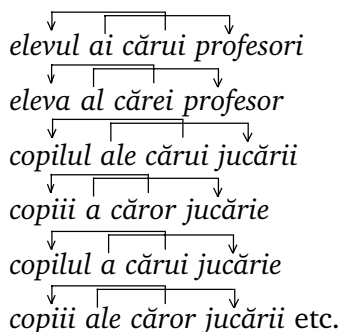 elevul ai cărui profesori
eleva al cărei profesor
copilul ale cărui jucării
copiii a căror jucărie
copilul a cărui jucărie
copiii ale căror jucării etc.